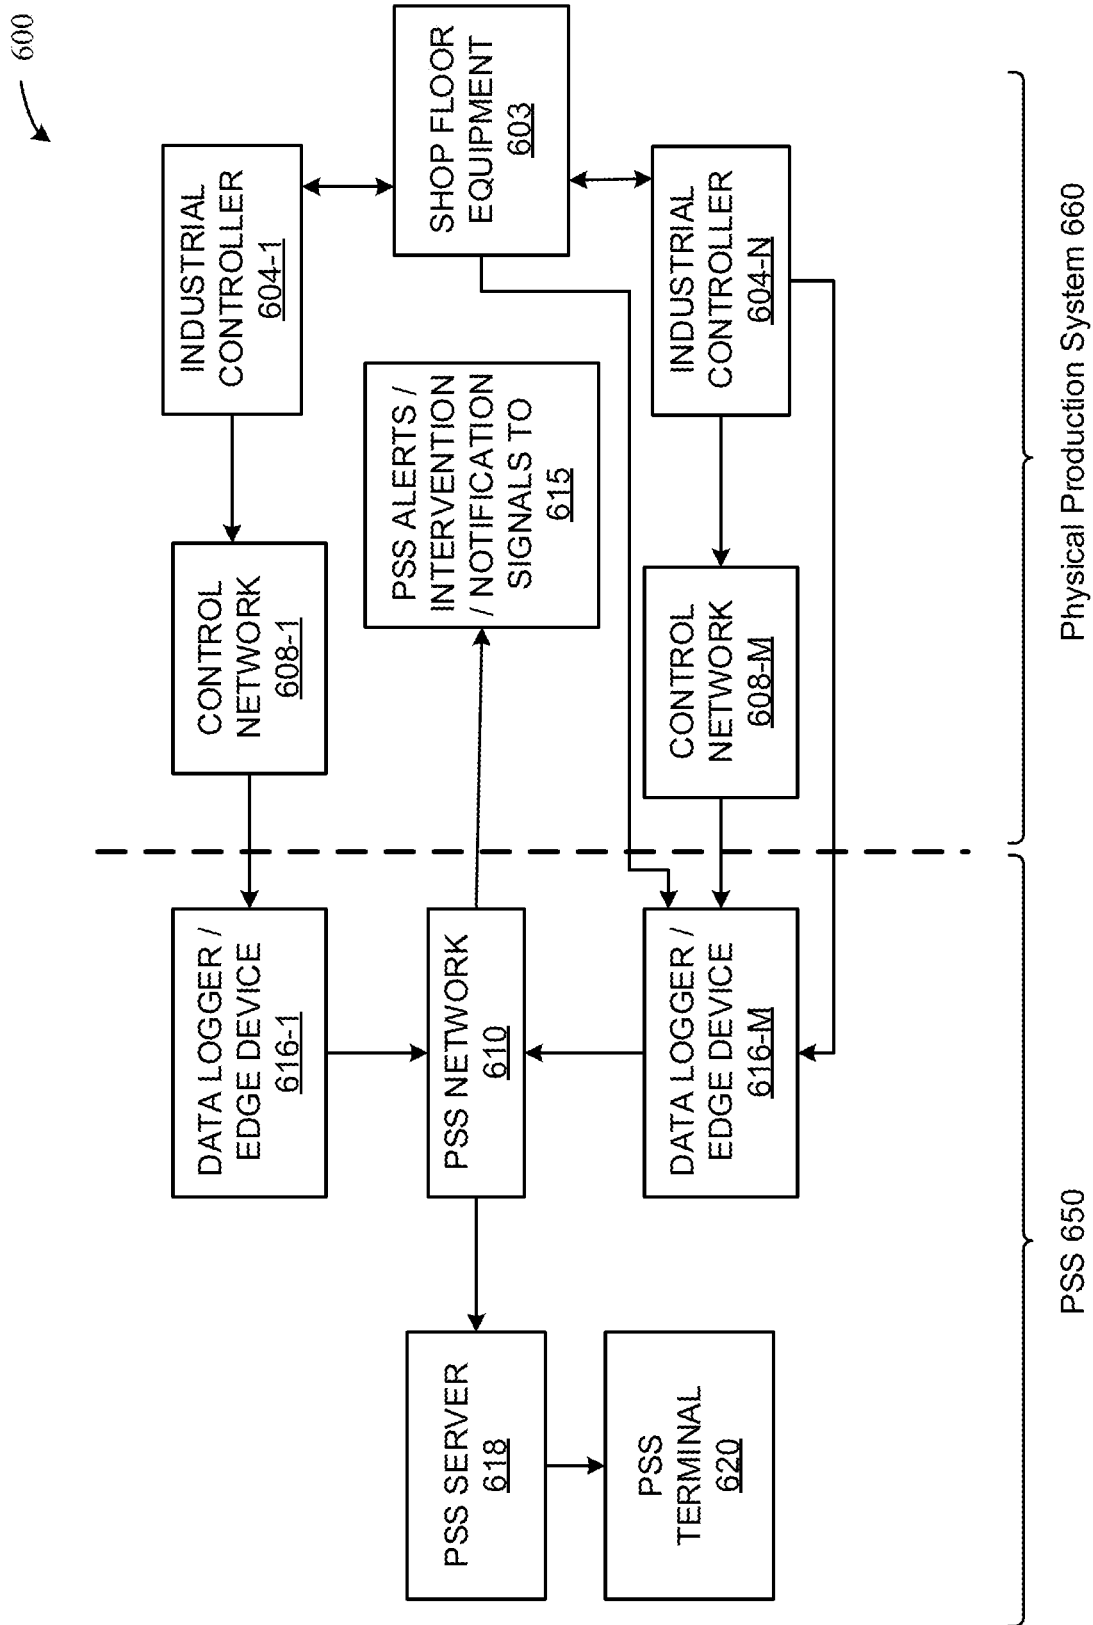 600
PSS SERVER
618
PSS
TERMINAL
620
DATA LOGGER /
EDGE DEVICE
616-1
PSS NETWORK
610
DATA LOGGER /
EDGE DEVICE
616-M
CONTROL
NETWORK
608-1
PSS ALERTS /
INTERVENTION
/ NOTIFICATION
SIGNALS TO
615
CONTROL
NETWORK
608-M
INDUSTRIAL
CONTROLLER
604-1
SHOP FLOOR
EQUIPMENT
603
INDUSTRIAL
CONTROLLER
604-N
PSS 650
Physical Production System 660